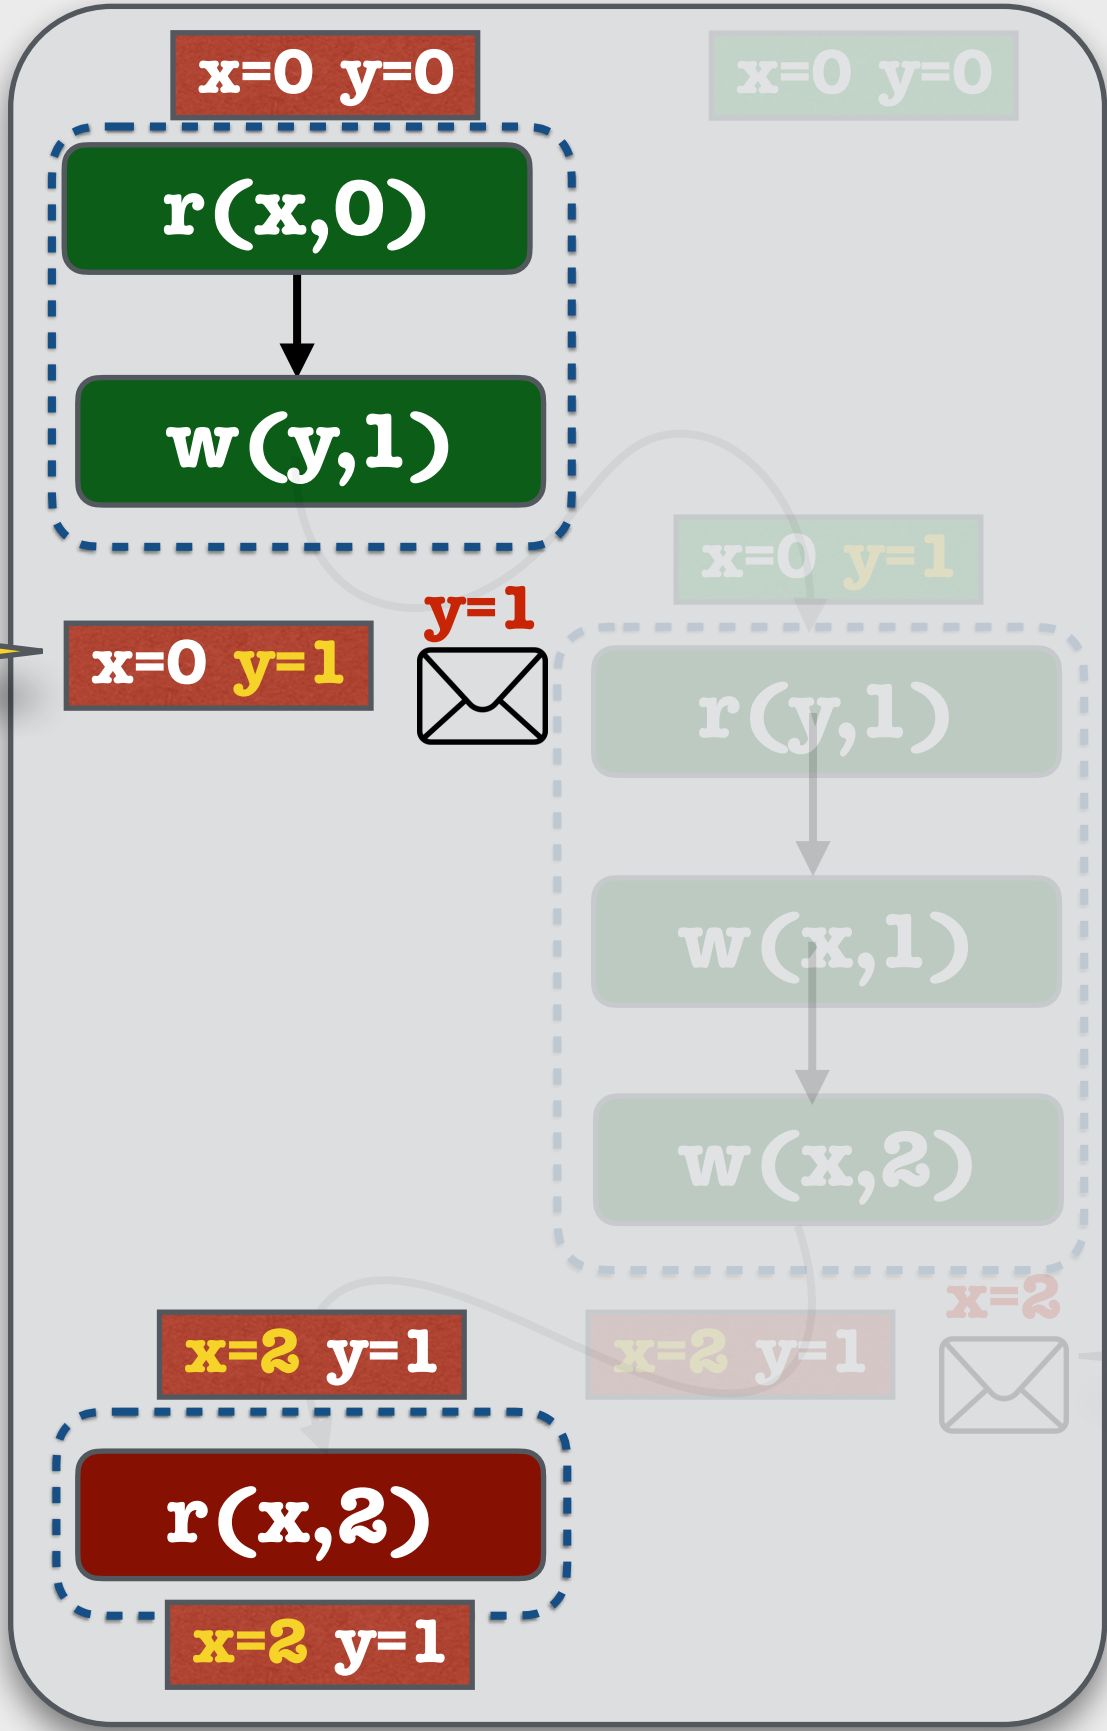 x=0 y=0
x=0 y=0
r(x,0)
w(y,1)
x=0 y=1
y=1
x=0 y=1
r(y,1)
w(x,1)
w(x,2)
x=2
x=2 y=1
x=2 y=1
r(x,2)
x=2 y=1